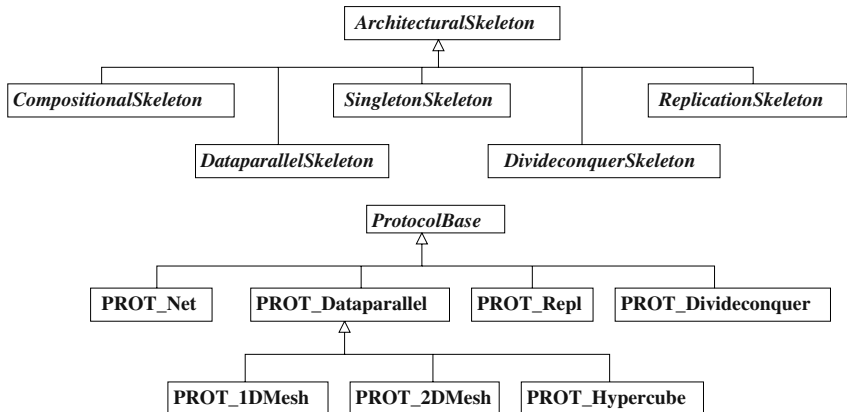 ArchitecturalSkeleton
CompositionalSkeleton
SingletonSkeleton
ReplicationSkeleton
DataparallelSkeleton
DivideconquerSkeleton
ProtocolBase
PROT_Net
PROT_Dataparallel
PROT_Repl
PROT_Divideconquer
PROT_1DMesh
PROT_2DMesh
PROT_Hypercube